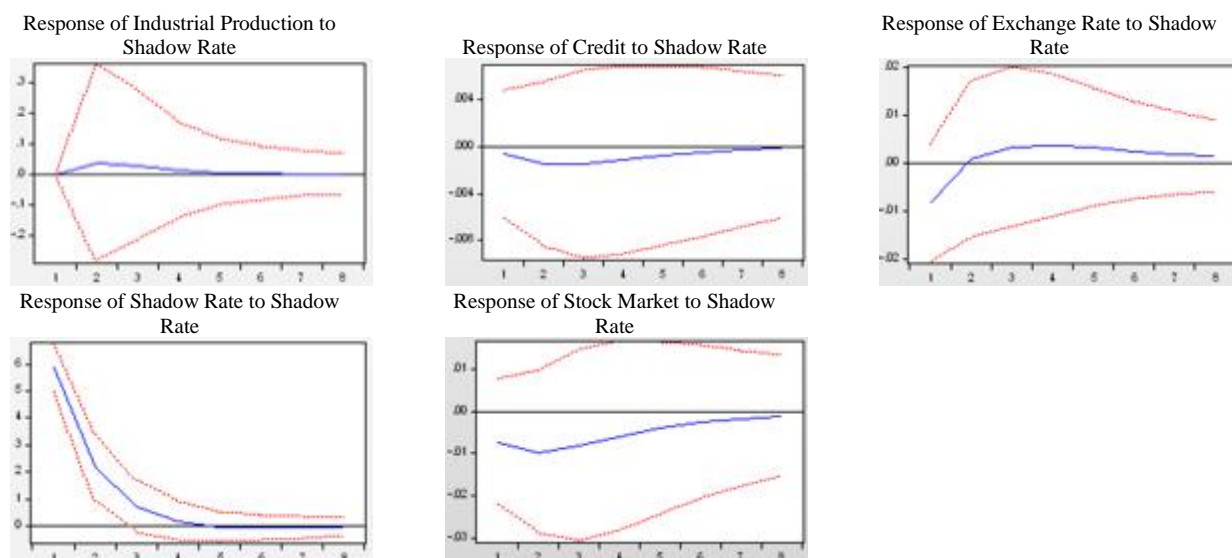 Response of Industrial Production to
Shadow Rate
.3
.2
.1
.0
-.1
-.2
1 2 3 4 5 6 7 8
Response of Credit to Shadow Rate
.004
.000
-.004
-.008
1 2 3 4 5 6 7 8
Response of Exchange Rate to Shadow
Rate
.02
.01
.00
-.01
-.02
1 2 3 4 5 6 7 8
Response of Shadow Rate to Shadow
Rate
6
5
4
3
2
1
0
1 2 3 4 5 6 7 8
Response of Stock Market to Shadow
Rate
.01
.00
-.01
-.02
-.03
1 2 3 4 5 6 7 8